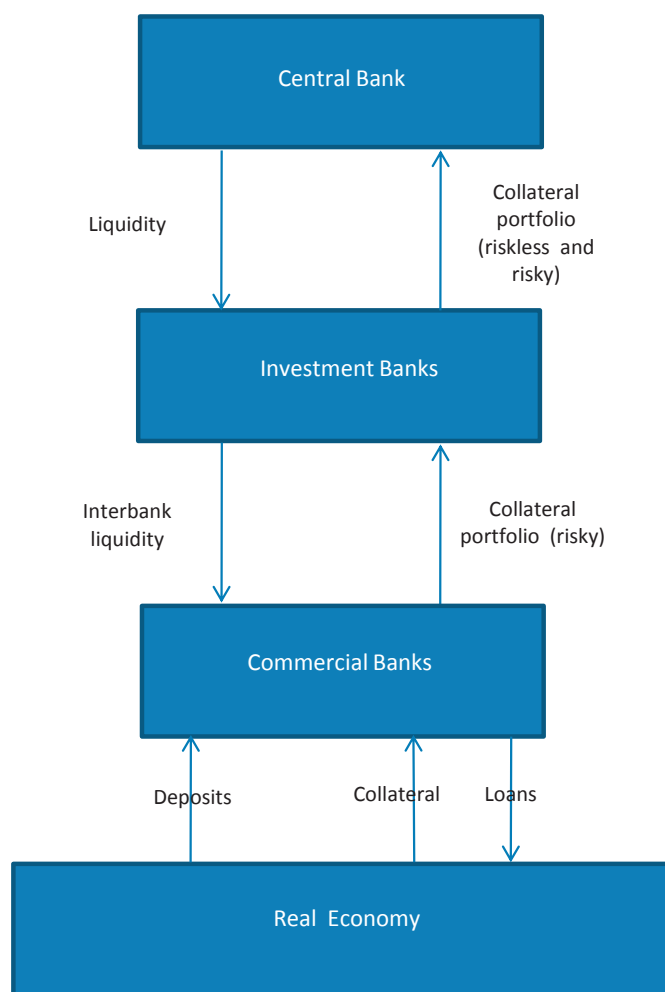 Central Bank
Liquidity
Collateral
portfolio
(riskless and
risky)
Investment Banks
Interbank
liquidity
Collateral
portfolio (risky)
Commercial Banks
Deposits
Collateral
Loans
Real Economy